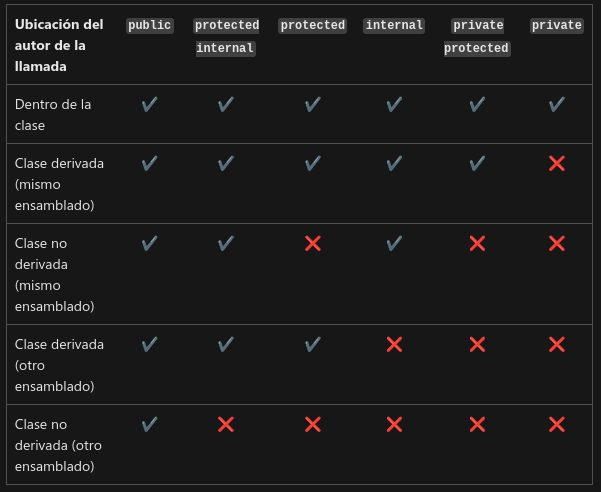 Ubicación del autor de la llamada public protected internal protected internal private protected private
Dentro de la clase ✔ ✔ ✔ ✔ ✔ ✔
Clase derivada (mismo ensamblado) ✔ ✔ ✔ ✔ ✔ ❌
Clase no derivada (mismo ensamblado) ✔ ✔ ❌ ✔ ❌ ❌
Clase derivada (otro ensamblado) ✔ ✔ ✔ ❌ ❌ ❌
Clase no derivada (otro ensamblado) ✔ ❌ ❌ ❌ ❌ ❌